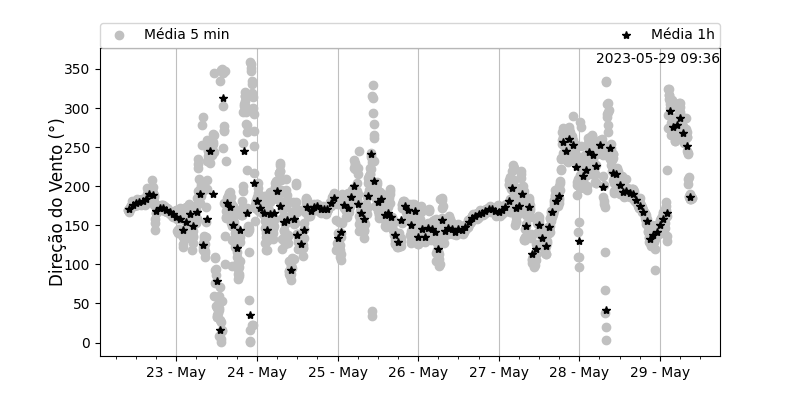 Média 5 min
Média 1h
2023-05-29 09:36
Direção do Vento (°)
350
300
250
200
150
100
50
0
23 - May
24 - May
25 - May
26 - May
27 - May
28 - May
29 - May